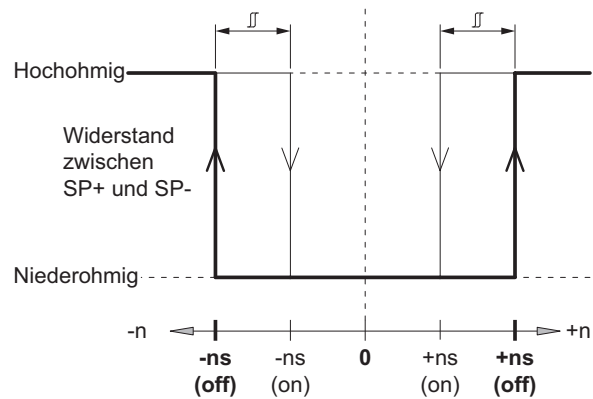 Hochohmig
Widerstand
zwischen
SP+ und SP-
Niederohmig
-n +n
-ns -ns 0 +ns +ns
(off) (on) (on) (off)